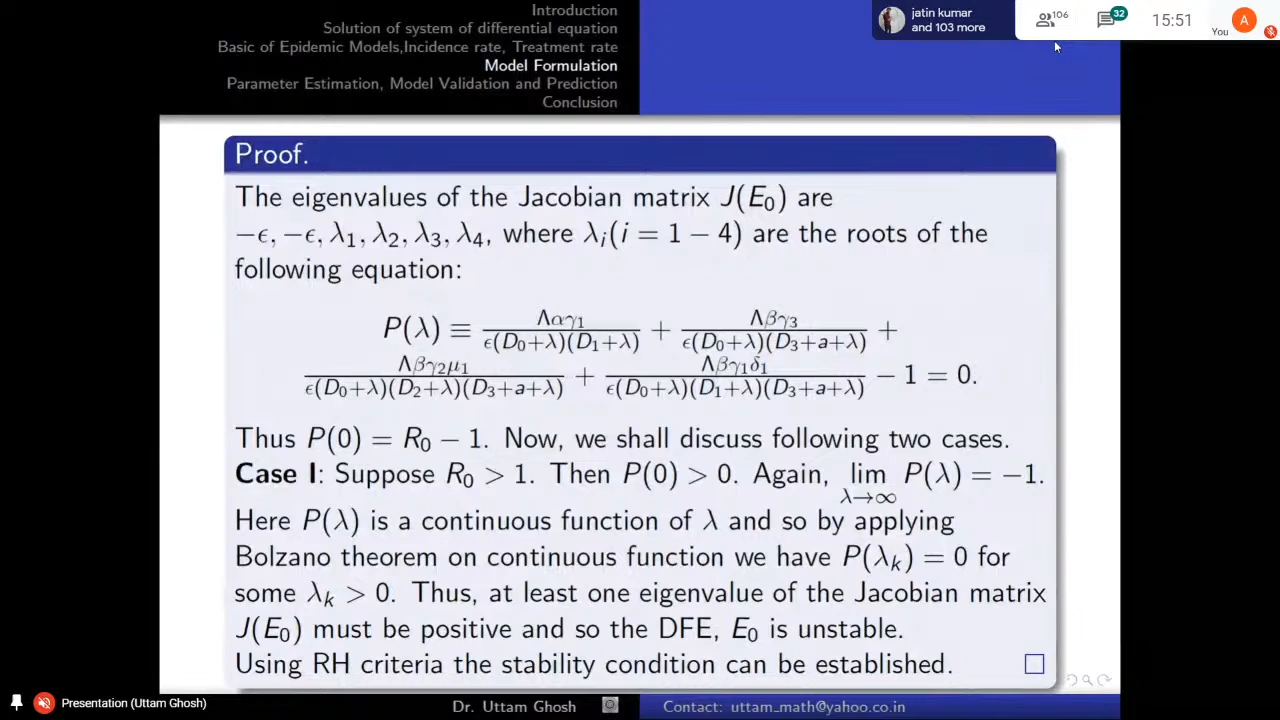 Introduction
Solution of system of differential equation
Basic of Epidemic Models,Incidence rate, Treatment rate
Model Formulation
Parameter Estimation, Model Validation and Prediction
Conclusion
jatin kumar
and 103 more
106
32
15:51
A
You
Proof.
The eigenvalues of the Jacobian matrix J(E₀) are
−ϵ, −ϵ, λ₁, λ₂, λ₃, λ₄, where λᵢ(i = 1 − 4) are the roots of the
following equation:
P(λ) ≡ Λαγ₁/ϵ(D₀+λ)(D₁+λ) + Λβγ₃/ϵ(D₀+λ)(D₃+a+λ) +
Λβγ₂μ₁/ϵ(D₀+λ)(D₂+λ)(D₃+a+λ) + Λβγ₁δ₁/ϵ(D₀+λ)(D₁+λ)(D₃+a+λ) − 1 = 0.
Thus P(0) = R₀ − 1. Now, we shall discuss following two cases.
Case I: Suppose R₀ > 1. Then P(0) > 0. Again, lim λ→∞ P(λ) = −1.
Here P(λ) is a continuous function of λ and so by applying
Bolzano theorem on continuous function we have P(λₖ) = 0 for
some λₖ > 0. Thus, at least one eigenvalue of the Jacobian matrix
J(E₀) must be positive and so the DFE, E₀ is unstable.
Using RH criteria the stability condition can be established.
Presentation (Uttam Ghosh)
Dr. Uttam Ghosh
Contact: uttam_math@yahoo.co.in